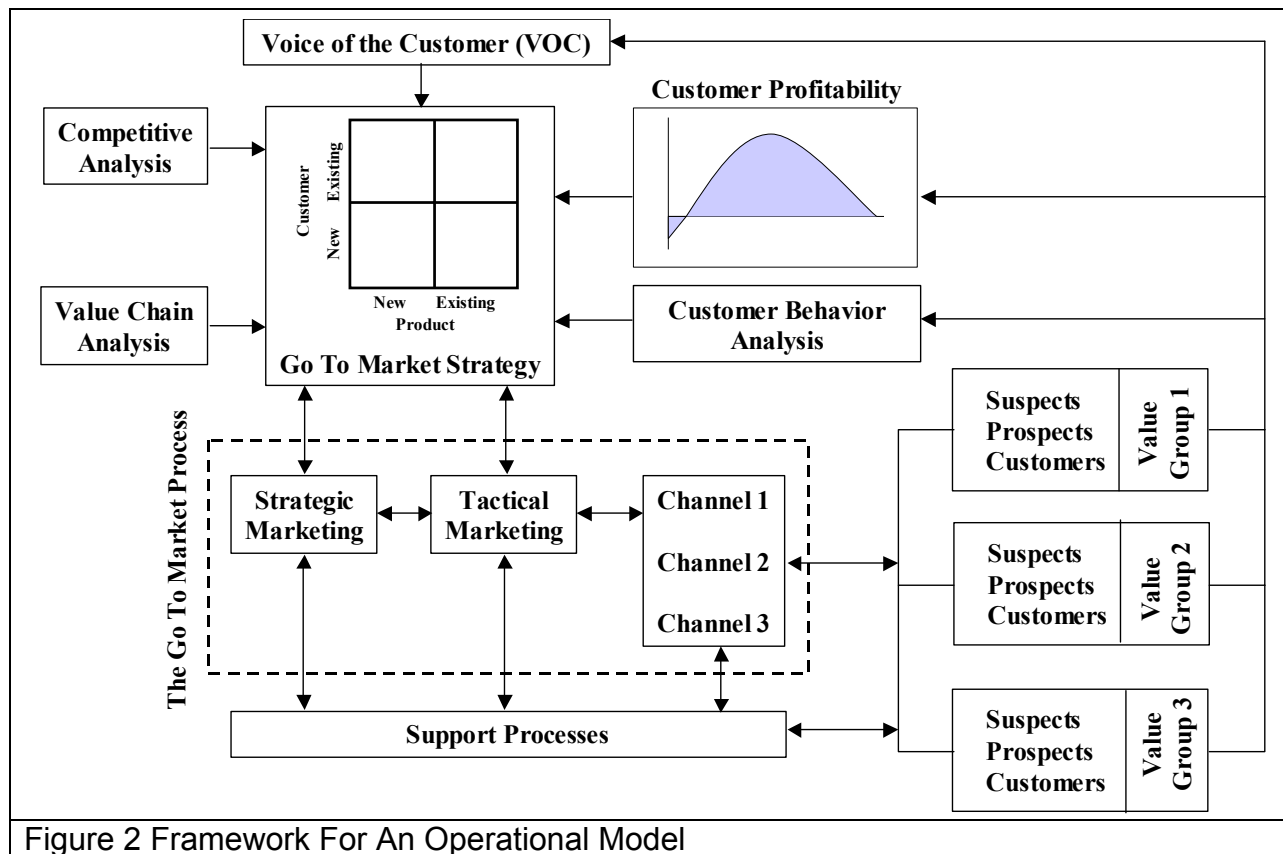 Voice of the Customer (VOC)
Customer Profitability
Competitive
Analysis
Customer
New Existing
New Existing
Product
Value Chain
Analysis
Customer Behavior
Analysis
Go To Market Strategy
The Go To Market Process
Strategic
Marketing
Tactical
Marketing
Channel 1
Channel 2
Channel 3
Support Processes
Suspects
Prospects
Customers
Value
Group 1
Suspects
Prospects
Customers
Value
Group 2
Suspects
Prospects
Customers
Value
Group 3
Figure 2 Framework For An Operational Model